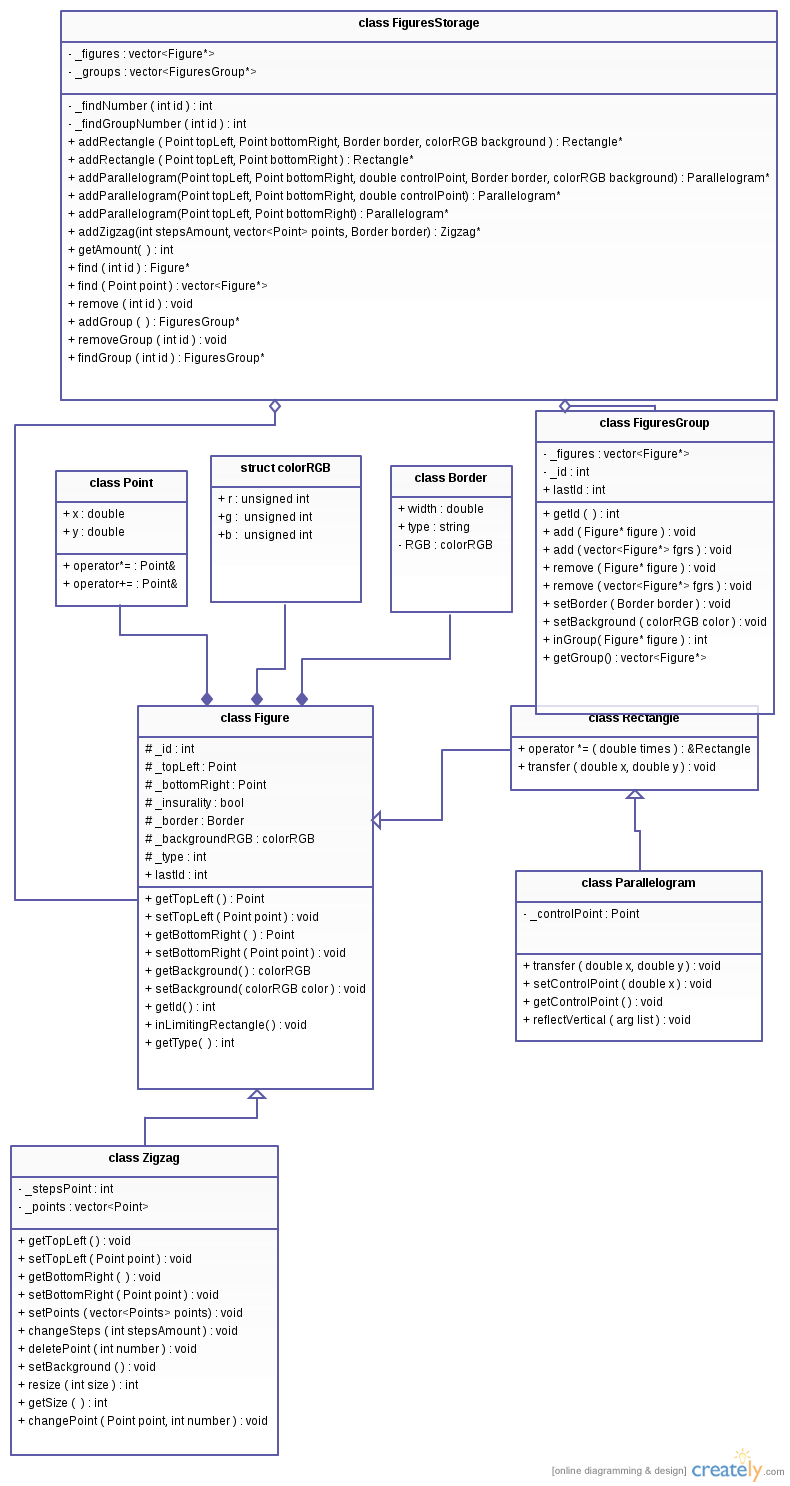 class FiguresStorage
- _figures : vector<Figure*>
- _groups : vector<FiguresGroup*>
- _findNumber ( int id ) : int
- _findGroupNumber ( int id ) : int
+ addRectangle ( Point topLeft, Point bottomRight, Border border, colorRGB background ) : Rectangle*
+ addRectangle ( Point topLeft, Point bottomRight ) : Rectangle*
+ addParallelogram(Point topLeft, Point bottomRight, double controlPoint, Border border, colorRGB background) : Parallelogram*
+ addParallelogram(Point topLeft, Point bottomRight, double controlPoint) : Parallelogram*
+ addParallelogram(Point topLeft, Point bottomRight) : Parallelogram*
+ addZigzag(int stepsAmount, vector<Point> points, Border border) : Zigzag*
+ getAmount( ) : int
+ find ( int id ) : Figure*
+ find ( Point point ) : vector<Figure*>
+ remove ( int id ) : void
+ addGroup ( ) : FiguresGroup*
+ removeGroup ( int id ) : void
+ findGroup ( int id ) : FiguresGroup*
class Point
+ x : double
+ y : double
+ operator*= : Point&
+ operator+= : Point&
struct colorRGB
+ r : unsigned int
+g : unsigned int
+b : unsigned int
class Border
+ width : double
+ type : string
- RGB : colorRGB
class FiguresGroup
- _figures : vector<Figure*>
- _id : int
+ lastId : int
+ getId ( ) : int
+ add ( Figure* figure ) : void
+ add ( vector<Figure*> fgrs ) : void
+ remove ( Figure* figure ) : void
+ remove ( vector<Figure*> fgrs ) : void
+ setBorder ( Border border ) : void
+ setBackground ( colorRGB color ) : void
+ inGroup( Figure* figure ) : int
+ getGroup() : vector<Figure*>
class Figure
# _id : int
# _topLeft : Point
# _bottomRight : Point
# _insurality : bool
# _border : Border
# _backgroundRGB : colorRGB
# _type : int
+ lastId : int
+ getTopLeft ( ) : Point
+ setTopLeft ( Point point ) : void
+ getBottomRight ( ) : Point
+ setBottomRight ( Point point ) : void
+ getBackground( ) : colorRGB
+ setBackground( colorRGB color ) : void
+ getId( ) : int
+ inLimitingRectangle( ) : void
+ getType( ) : int
class Rectangle
+ operator *= ( double times ) : &Rectangle
+ transfer ( double x, double y ) : void
class Parallelogram
- _controlPoint : Point
+ transfer ( double x, double y ) : void
+ setControlPoint ( double x ) : void
+ getControlPoint ( ) : void
+ reflectVertical ( arg list ) : void
class Zigzag
- _stepsPoint : int
- _points : vector<Point>
+ getTopLeft ( ) : void
+ setTopLeft ( Point point ) : void
+ getBottomRight ( ) : void
+ setBottomRight ( Point point ) : void
+ setPoints ( vector<Points> points) : void
+ changeSteps ( int stepsAmount ) : void
+ deletePoint ( int number ) : void
+ setBackground ( ) : void
+ resize ( int size ) : int
+ getSize ( ) : int
+ changePoint ( Point point, int number ) : void
[online diagramming & design] creately.com